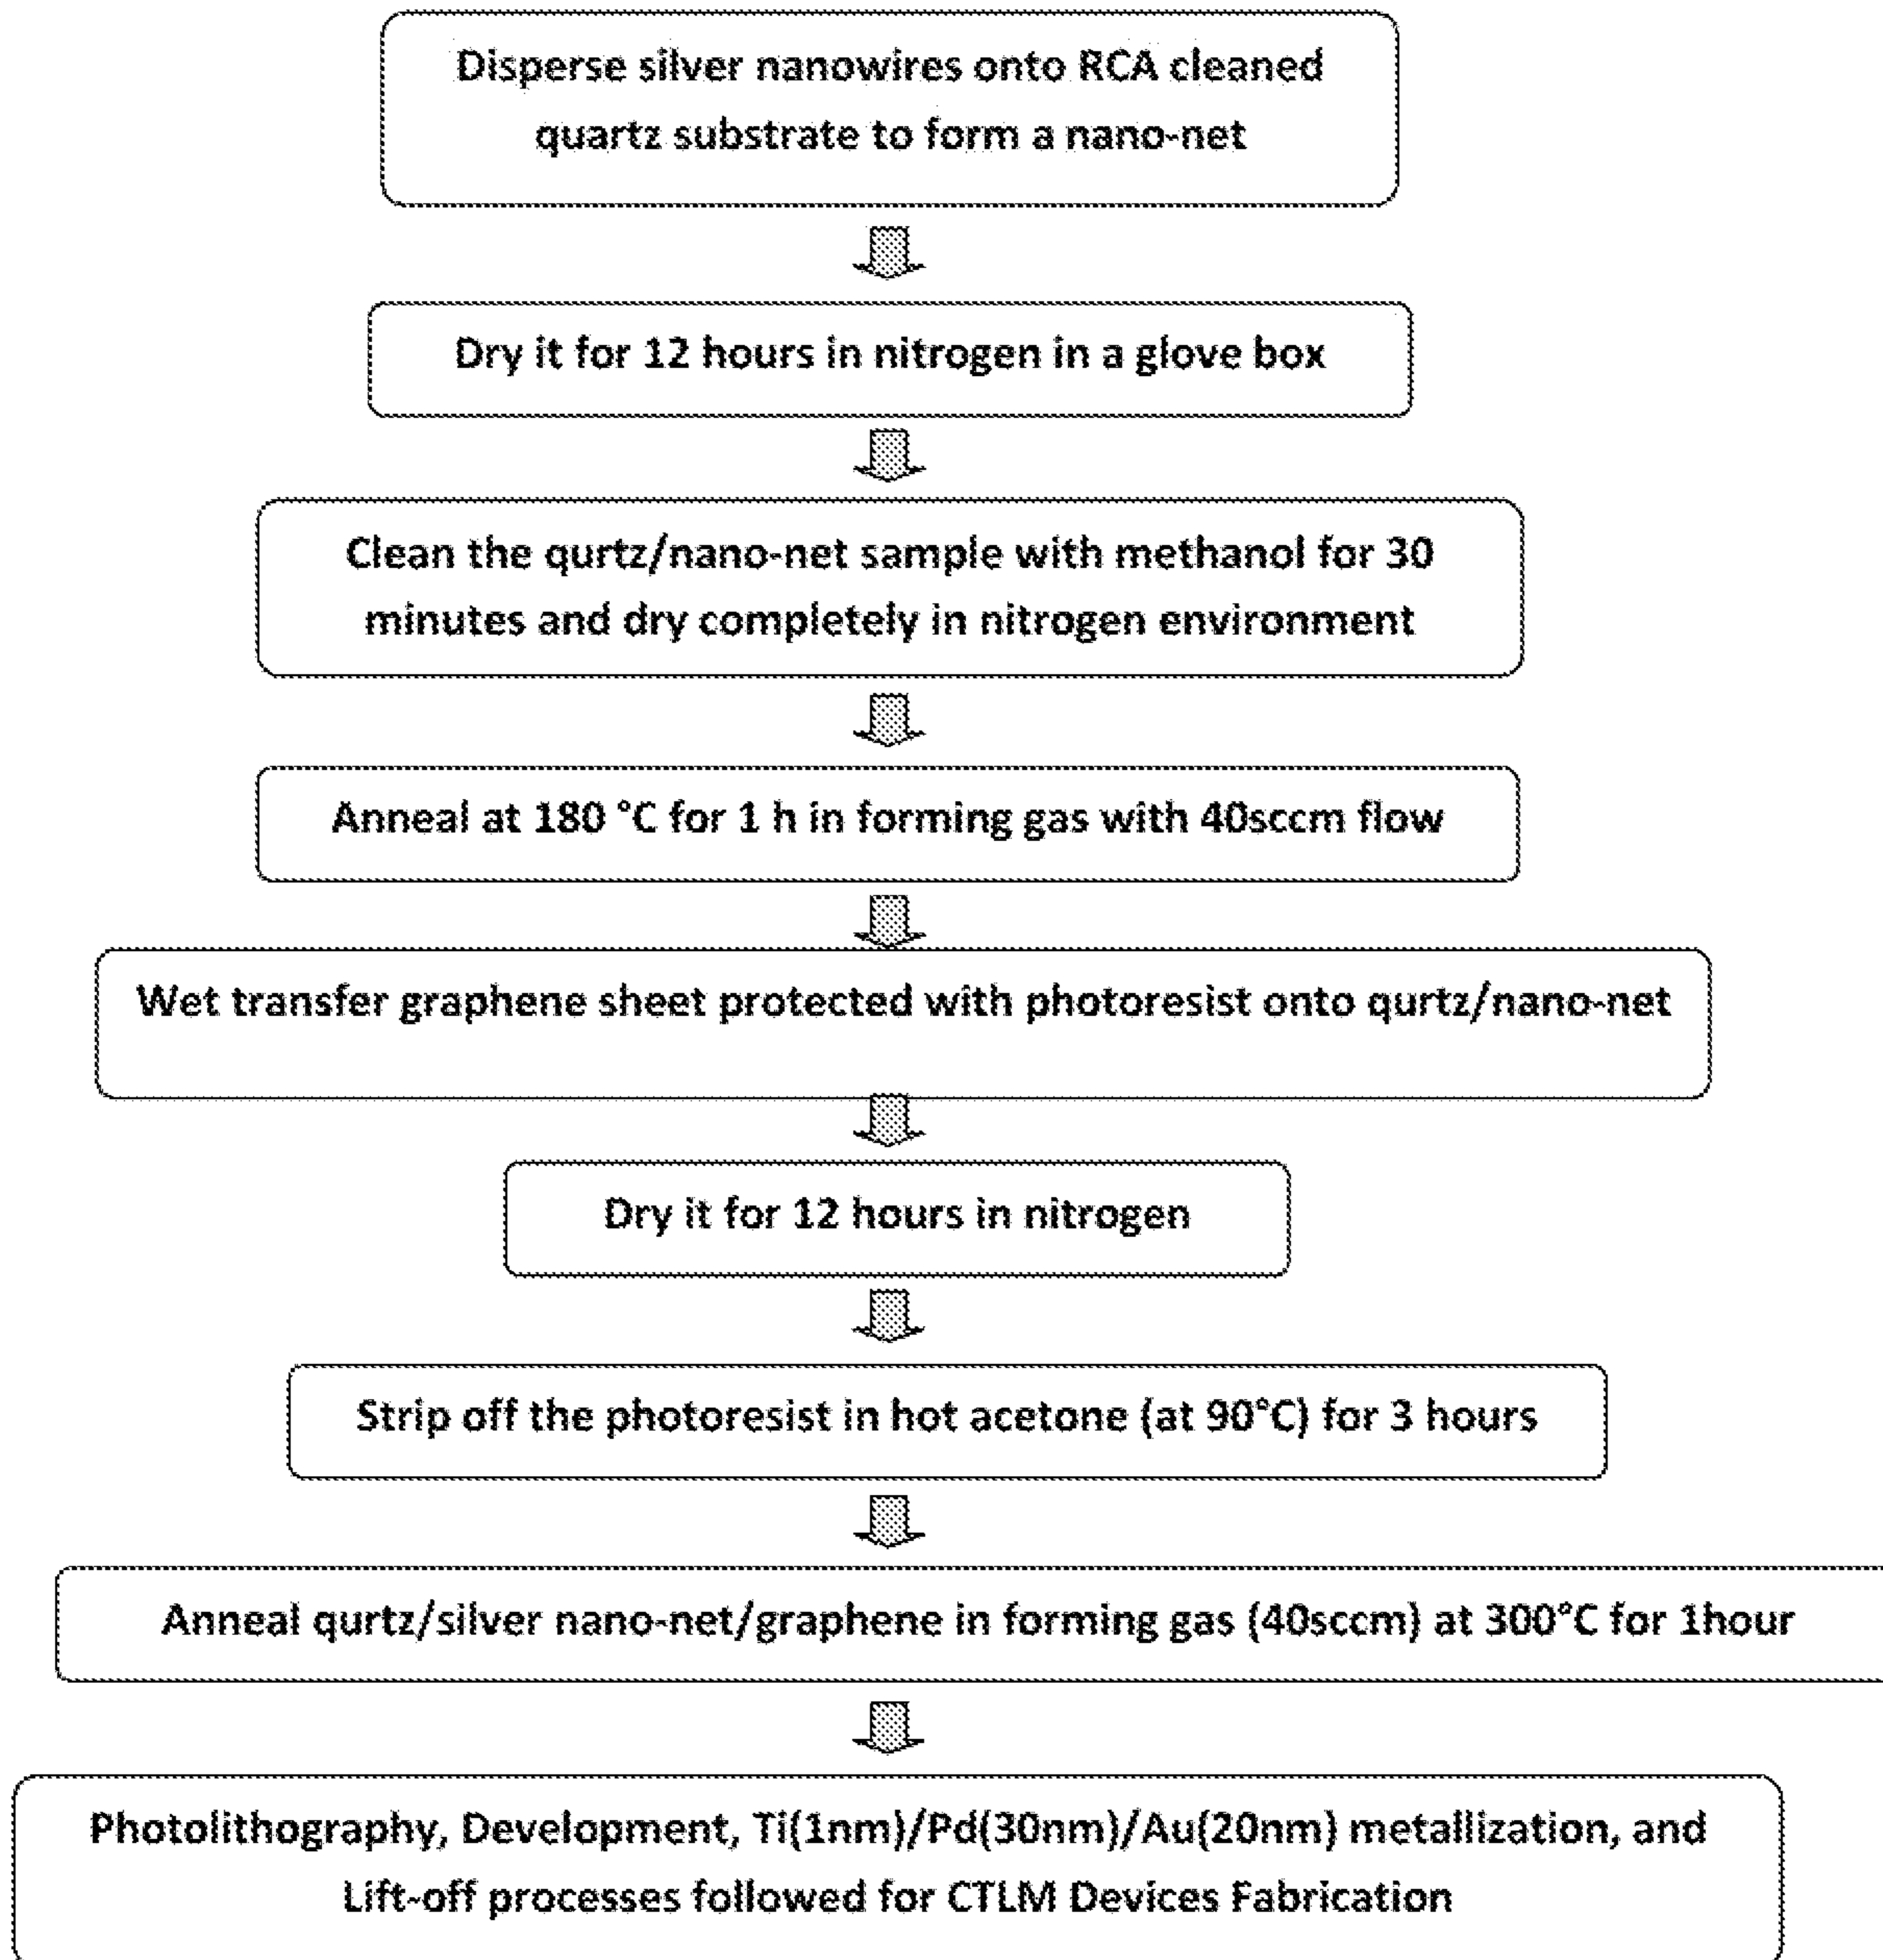 Disperse silver nanowires onto RCA cleaned
quartz substrate to form a nano-net
Dry it for 12 hours in nitrogen in a glove box
Clean the qurtz/nano-net sample with methanol for 30
minutes and dry completely in nitrogen environment
Anneal at 180 °C for 1 h in forming gas with 40sccm flow
Wet transfer graphene sheet protected with photoresist onto qurtz/nano-net
Dry it for 12 hours in nitrogen
Strip off the photoresist in hot acetone (at 90°C) for 3 hours
Anneal qurtz/silver nano-net/graphene in forming gas (40sccm) at 300°C for 1hour
Photolithography, Development, Ti(1nm)/Pd(30nm)/Au(20nm) metallization, and
Lift-off processes followed for CTLM Devices Fabrication